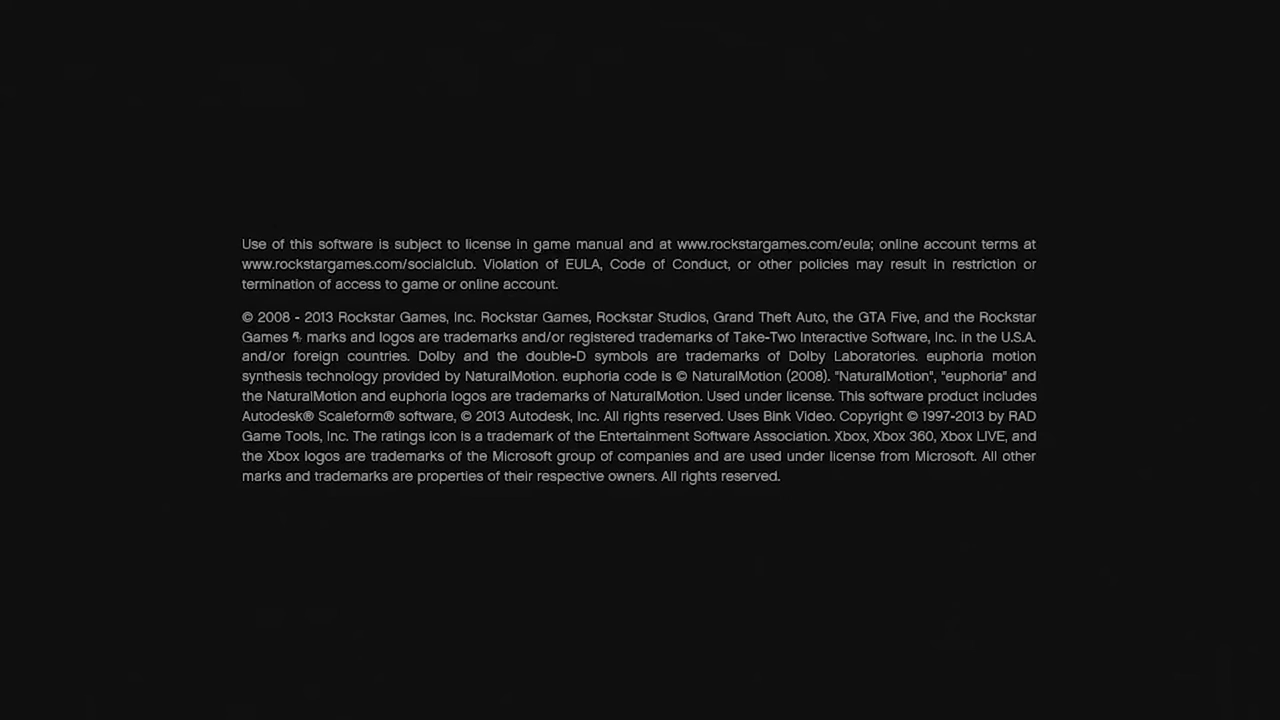 Use of this software is subject to license in game manual and at www.rockstargames.com/eula; online account terms at
www.rockstargames.com/socialclub. Violation of EULA, Code of Conduct, or other policies may result in restriction or
termination of access to game or online account.
© 2008 - 2013 Rockstar Games, Inc. Rockstar Games, Rockstar Studios, Grand Theft Auto, the GTA Five, and the Rockstar
Games R* marks and logos are trademarks and/or registered trademarks of Take-Two Interactive Software, Inc. in the U.S.A.
and/or foreign countries. Dolby and the double-D symbols are trademarks of Dolby Laboratories. euphoria motion
synthesis technology provided by NaturalMotion. euphoria code is © NaturalMotion (2008). "NaturalMotion", "euphoria" and
the NaturalMotion and euphoria logos are trademarks of NaturalMotion. Used under license. This software product includes
Autodesk® Scaleform® software, © 2013 Autodesk, Inc. All rights reserved. Uses Bink Video. Copyright © 1997-2013 by RAD
Game Tools, Inc. The ratings icon is a trademark of the Entertainment Software Association. Xbox, Xbox 360, Xbox LIVE, and
the Xbox logos are trademarks of the Microsoft group of companies and are used under license from Microsoft. All other
marks and trademarks are properties of their respective owners. All rights reserved.